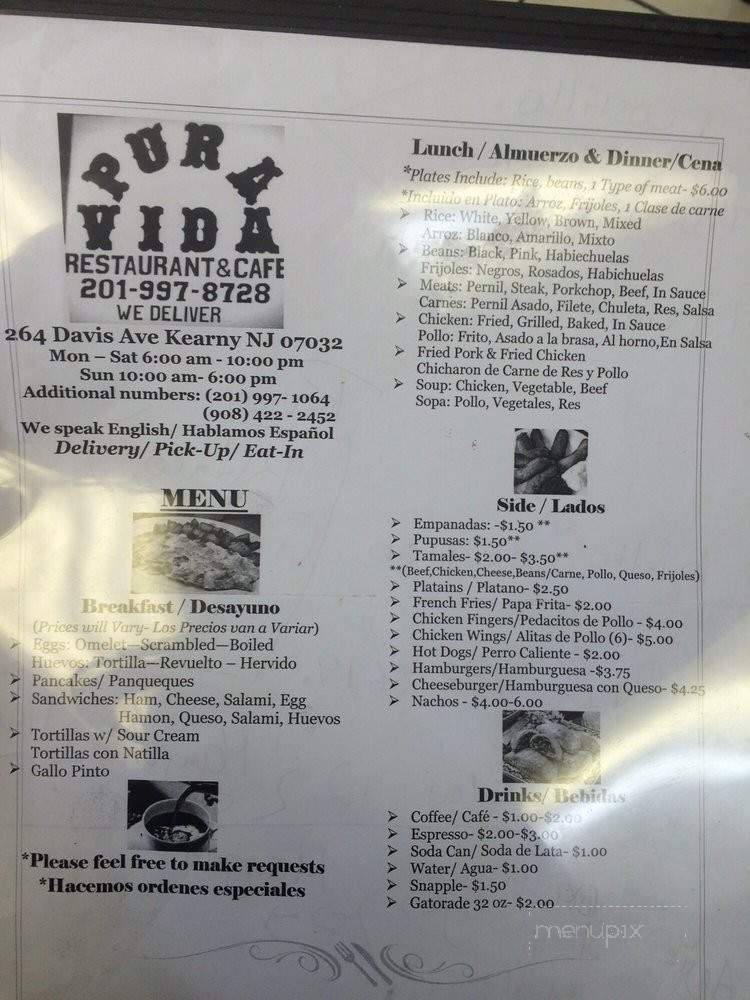 PURA
VIDA
RESTAURANT&CAFE
201-997-8728
WE DELIVER
264 Davis Ave Kearny NJ 07032
Mon – Sat 6:00 am - 10:00 pm
Sun 10:00 am- 6:00 pm
Additional numbers: (201) 997- 1064
(908) 422 - 2452
We speak English/ Hablamos Español
Delivery/ Pick-Up/ Eat-In
MENU
Breakfast / Desayuno
(Prices will Vary- Los Precios van a Variar)
➢ Eggs: Omelet—Scrambled—Boiled
Huevos: Tortilla—Revuelto – Hervido
➢ Pancakes/ Panqueques
➢ Sandwiches: Ham, Cheese, Salami, Egg
Hamon, Queso, Salami, Huevos
➢ Tortillas w/ Sour Cream
Tortillas con Natilla
➢ Gallo Pinto
*Please feel free to make requests
*Hacemos ordenes especiales
Lunch / Almuerzo & Dinner/Cena
*Plates Include: Rice, beans, 1 Type of meat- $6.00
*Incluido en Plato: Arroz, Frijoles, 1 Clase de carne
➢ Rice: White, Yellow, Brown, Mixed
Arroz: Blanco, Amarillo, Mixto
➢ Beans: Black, Pink, Habiechuelas
Frijoles: Negros, Rosados, Habichuelas
➢ Meats: Pernil, Steak, Porkchop, Beef, In Sauce
Carnes: Pernil Asado, Filete, Chuleta, Res, Salsa
➢ Chicken: Fried, Grilled, Baked, In Sauce
Pollo: Frito, Asado a la brasa, Al horno,En Salsa
➢ Fried Pork & Fried Chicken
Chicharon de Carne de Res y Pollo
➢ Soup: Chicken, Vegetable, Beef
Sopa: Pollo, Vegetales, Res
Side / Lados
➢ Empanadas: -$1.50 **
➢ Pupusas: $1.50**
➢ Tamales- $2.00- $3.50**
**(Beef,Chicken,Cheese,Beans/Carne, Pollo, Queso, Frijoles)
➢ Platains / Platano- $2.50
➢ French Fries/ Papa Frita- $2.00
➢ Chicken Fingers/Pedacitos de Pollo - $4.00
➢ Chicken Wings/ Alitas de Pollo (6)- $5.00
➢ Hot Dogs/ Perro Caliente - $2.00
➢ Hamburgers/Hamburguesa -$3.75
➢ Cheeseburger/Hamburguesa con Queso- $4.25
➢ Nachos - $4.00-6.00
Drinks/ Bebidas
➢ Coffee/ Café - $1.00-$2.00
➢ Espresso- $2.00-$3.00
➢ Soda Can/ Soda de Lata- $1.00
➢ Water/ Agua- $1.00
➢ Snapple- $1.50
➢ Gatorade 32 oz- $2.00
menupix